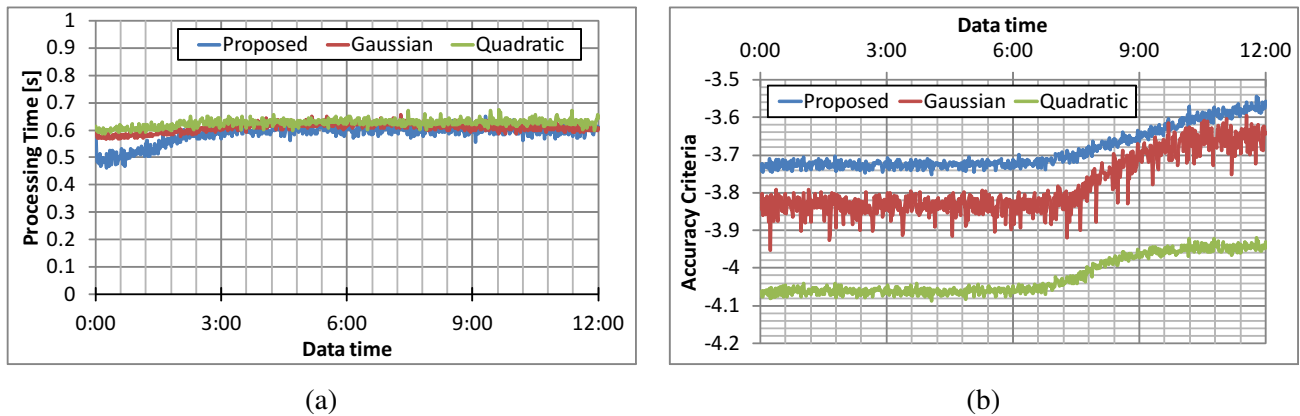 1
0.9
0.8
0.7
0.6
0.5
0.4
0.3
0.2
0.1
0
Processing Time [s]
Proposed Gaussian Quadratic
0:00 3:00 6:00 9:00 12:00
Data time
(a)
Data time
0:00 3:00 6:00 9:00 12:00
-3.5
-3.6
-3.7
-3.8
-3.9
-4
-4.1
-4.2
Accuracy Criteria
Proposed Gaussian Quadratic
(b)